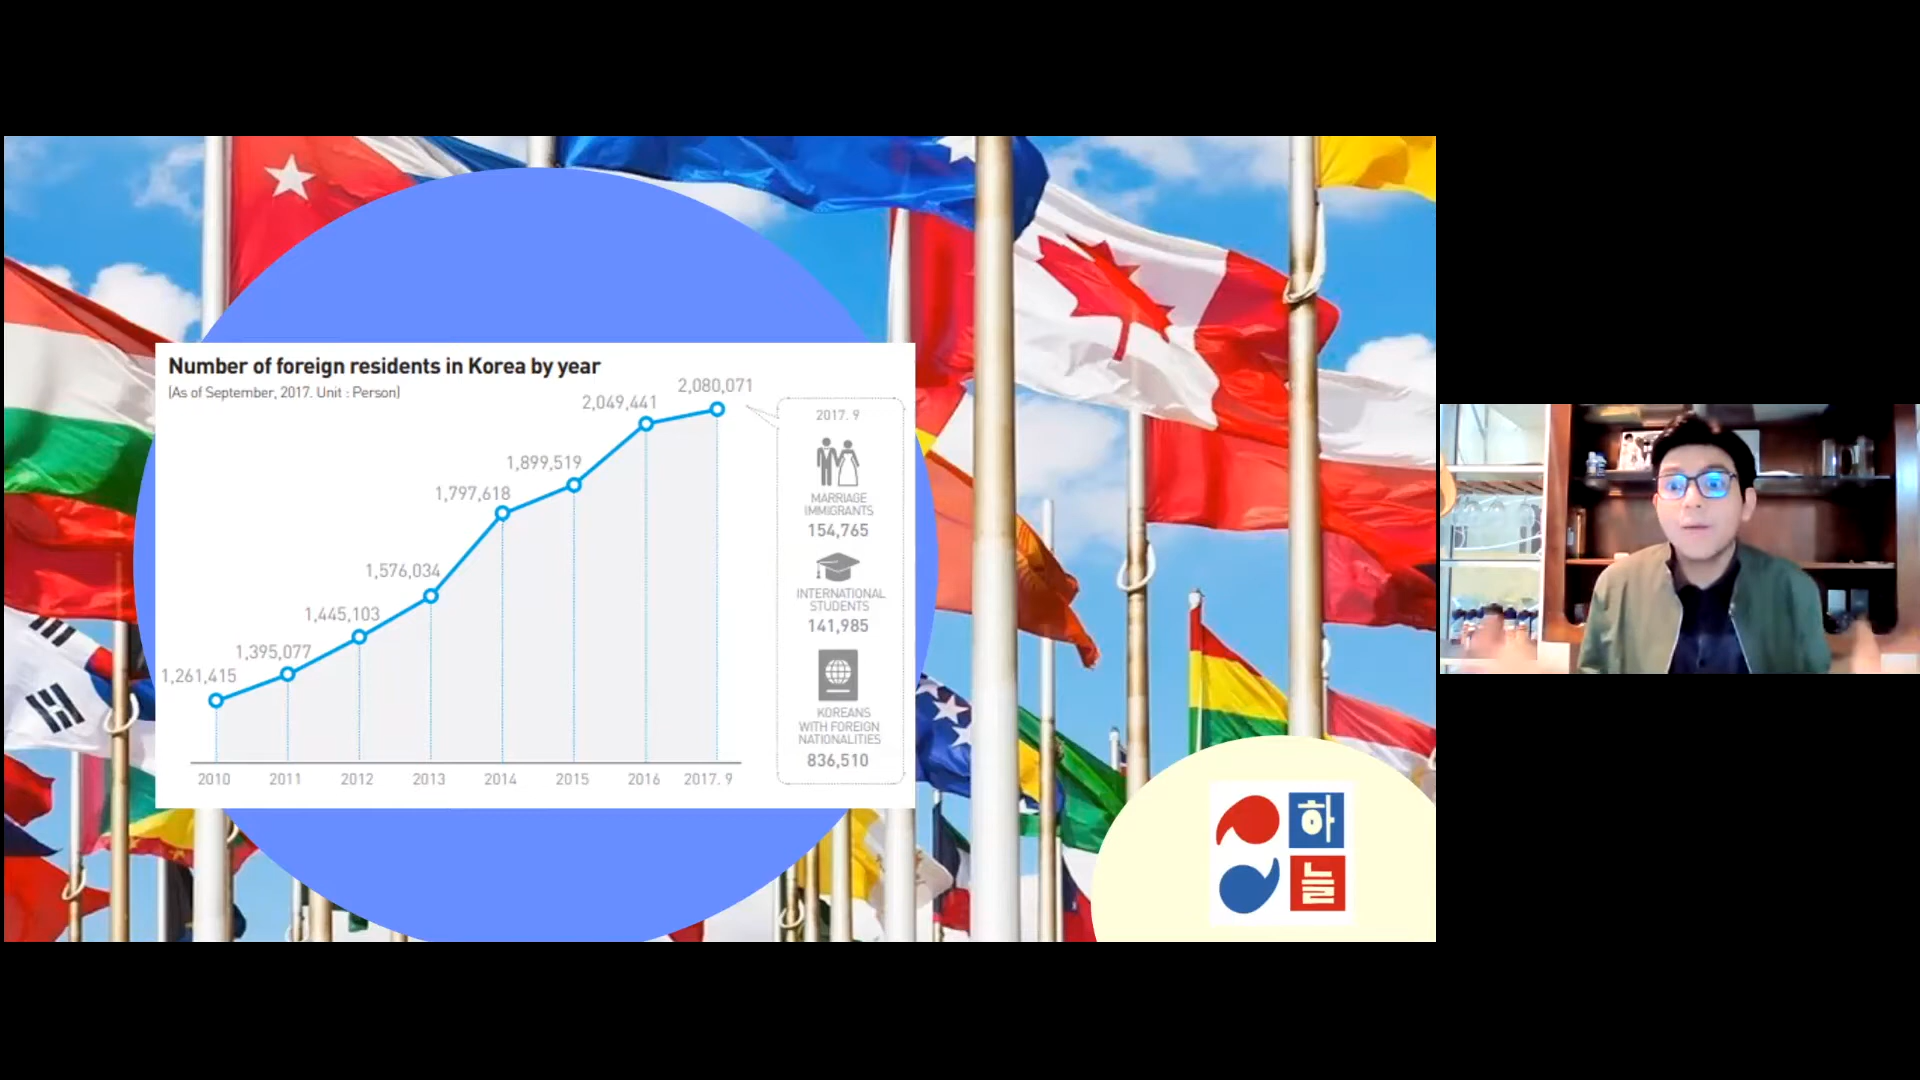 Number of foreign residents in Korea by year
(As of September, 2017. Unit : Person)
1,261,415
1,395,077
1,445,103
1,576,034
1,797,618
1,899,519
2,049,441
2,080,071
2010
2011
2012
2013
2014
2015
2016
2017. 9
2017. 9
MARRIAGE
IMMIGRANTS
154,765
INTERNATIONAL
STUDENTS
141,985
KOREANS
WITH FOREIGN
NATIONALITIES
836,510
하
늘